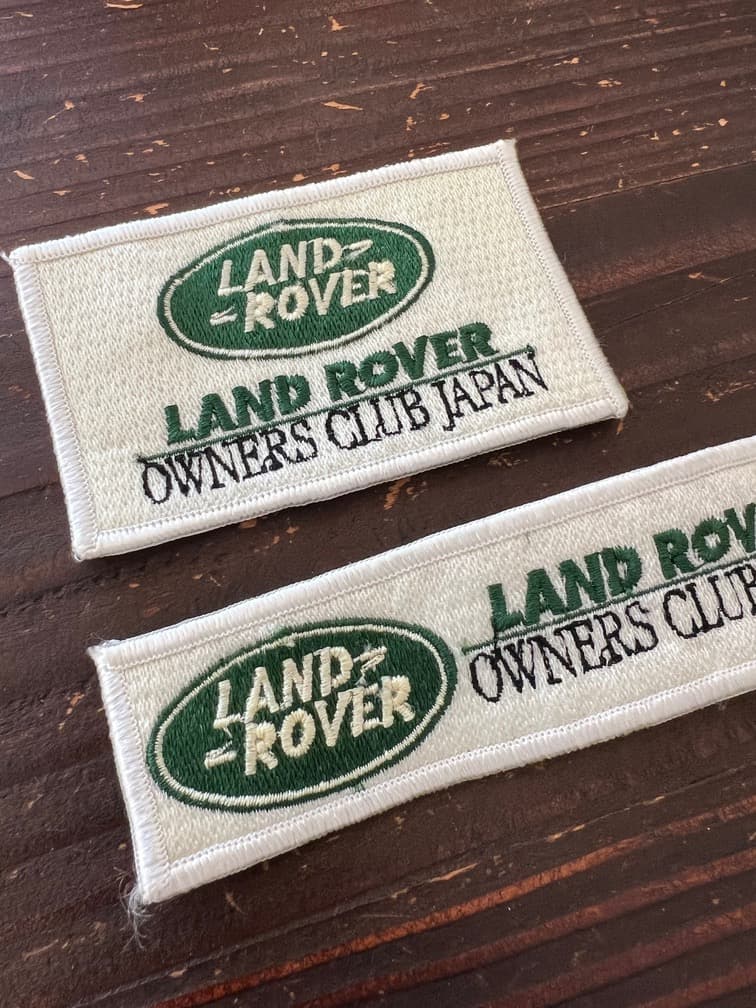 LAND
ROVER
LAND ROVER
OWNERS CLUB JAPAN
LAND
ROVER
LAND ROV
OWNERS CLUB